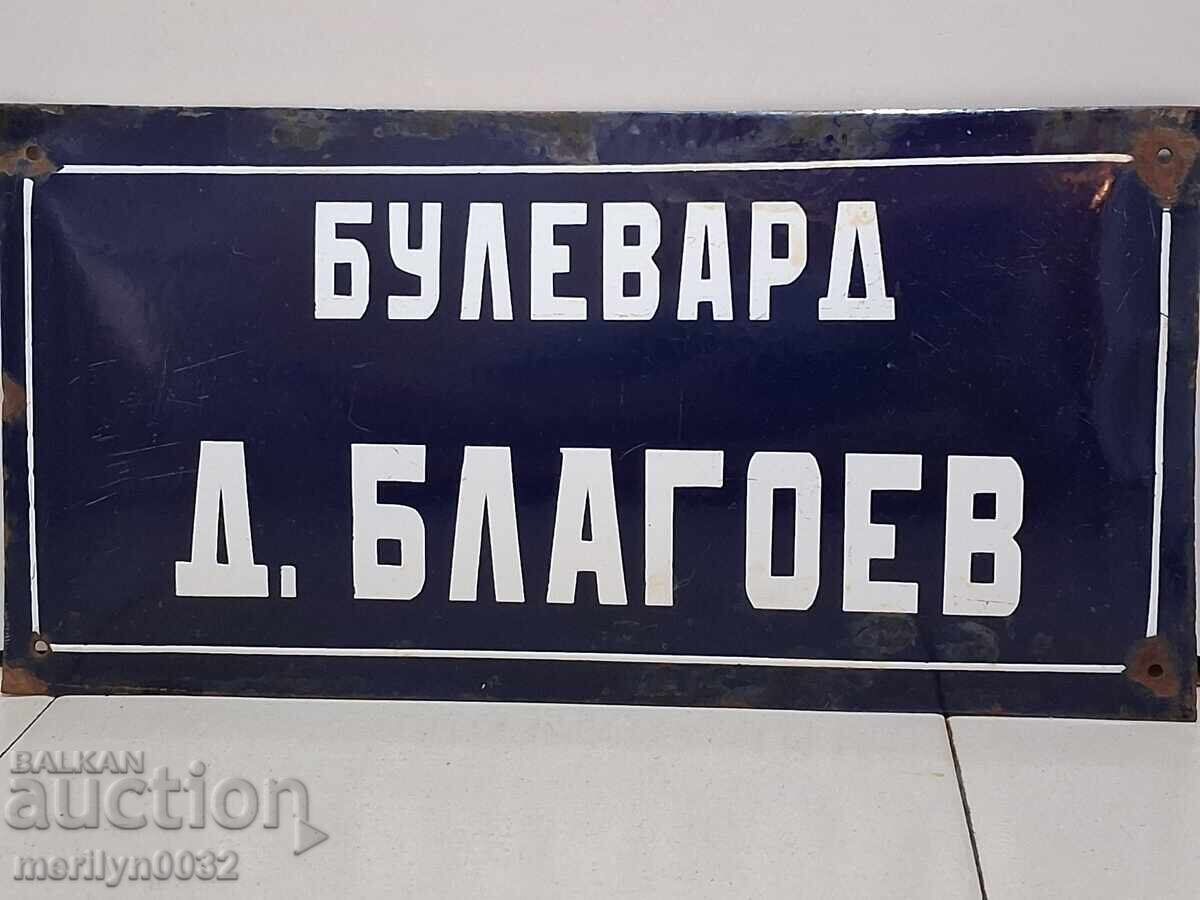 БУЛЕВАРД
Д. БЛАГОЕВ
BALKAN
auction
merilyn0032